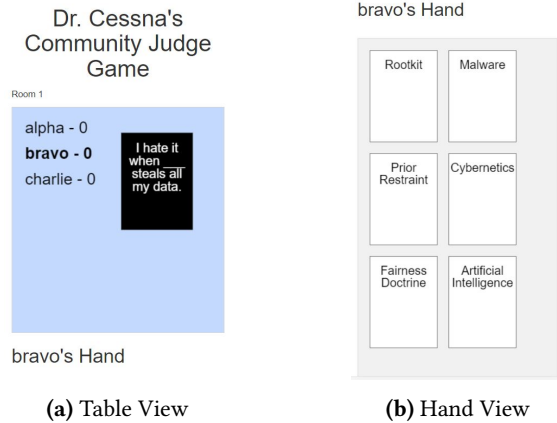 Dr. Cessna's
Community Judge
Game
Room 1
alpha - 0
bravo - 0
charlie - 0
I hate it
when ____
steals all
my data.
bravo's Hand
(a) Table View
bravo's Hand
Rootkit
Malware
Prior
Restraint
Cybernetics
Fairness
Doctrine
Artificial
Intelligence
(b) Hand View